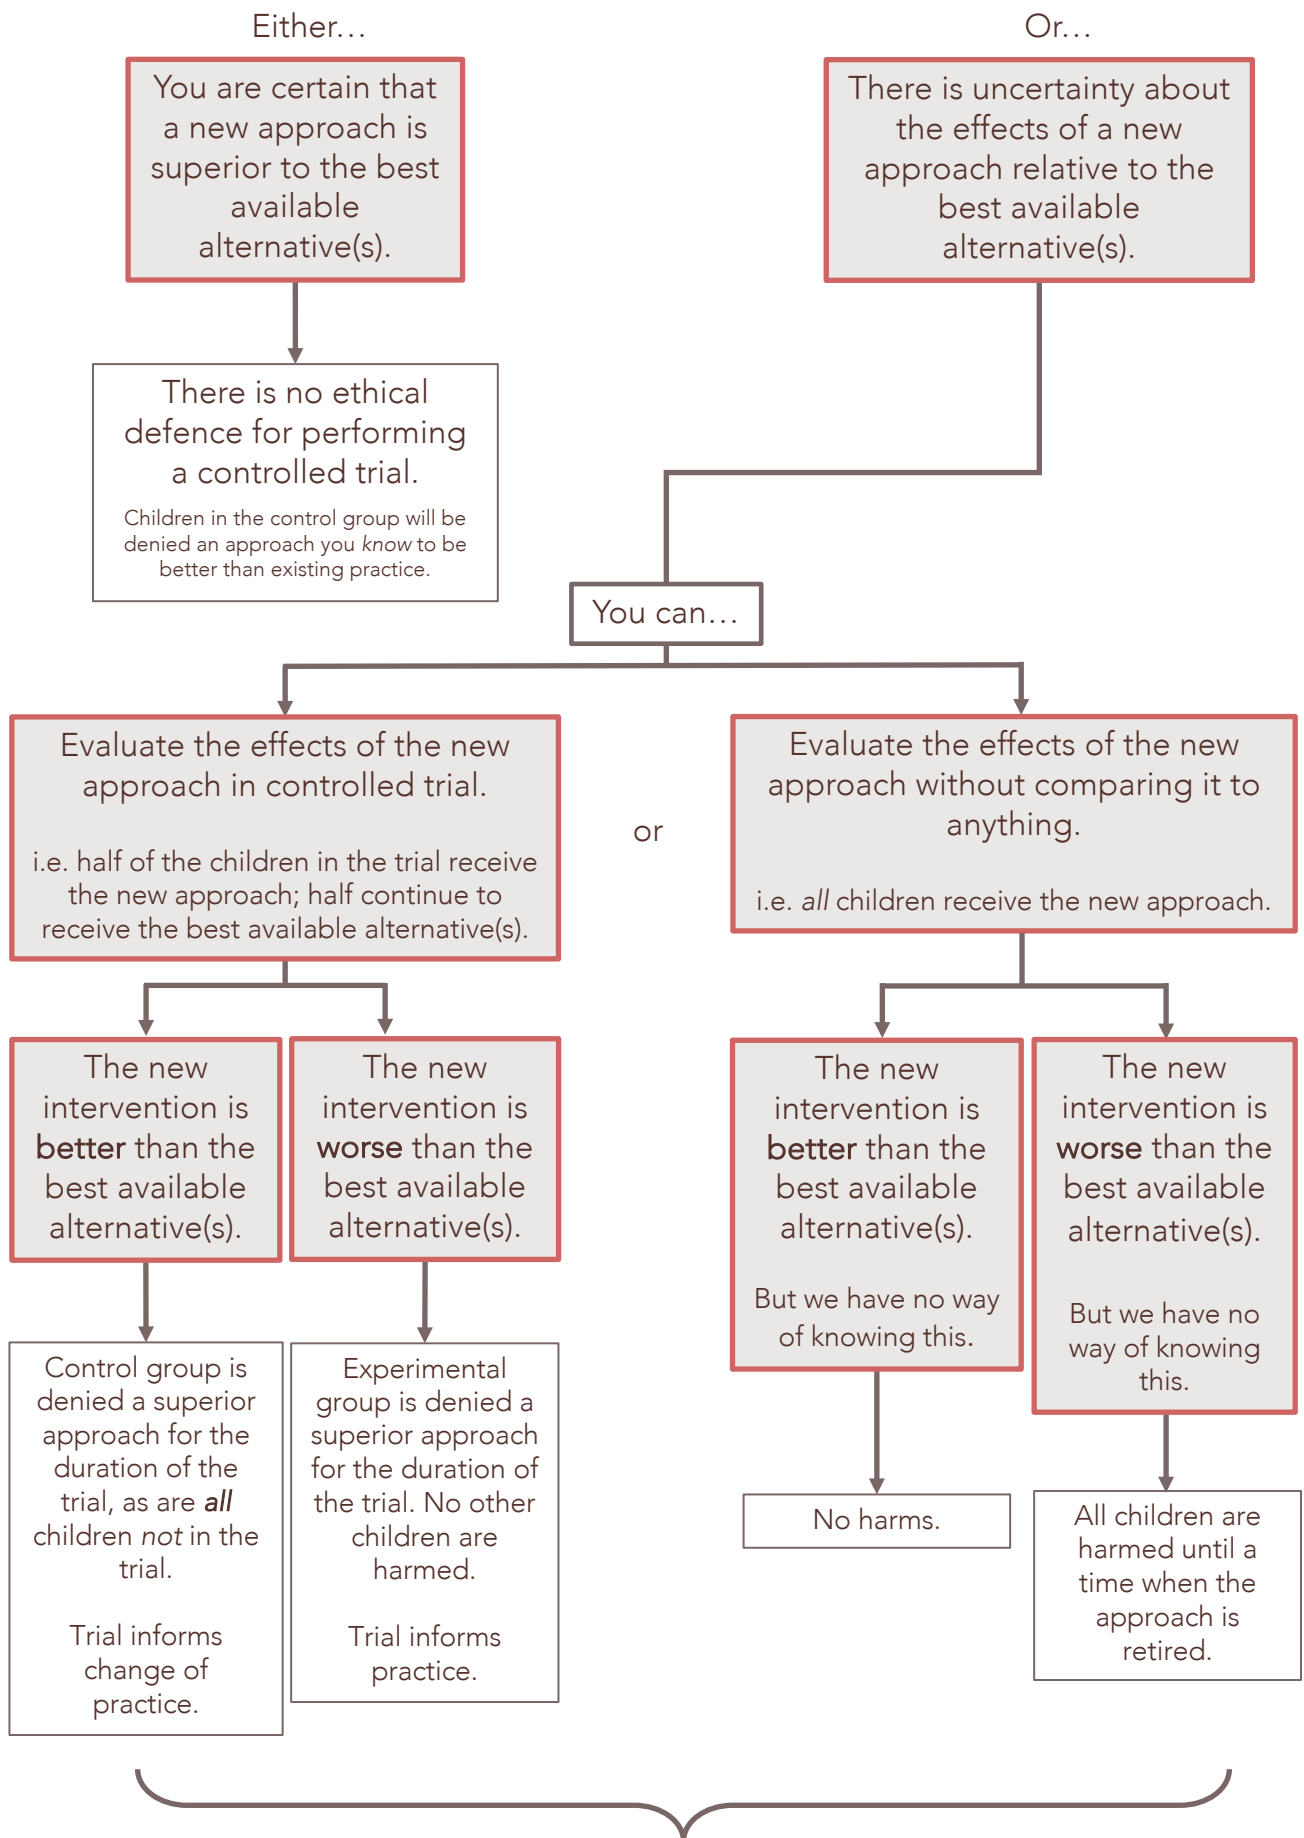 Either…
You are certain that
a new approach is
superior to the best
available
alternative(s).
There is no ethical
defence for performing
a controlled trial.
Children in the control group will be
denied an approach you know to be
better than existing practice.
Or…
There is uncertainty about
the effects of a new
approach relative to the
best available
alternative(s).
You can…
Evaluate the effects of the new
approach in controlled trial.
i.e. half of the children in the trial receive
the new approach; half continue to
receive the best available alternative(s).
or
Evaluate the effects of the new
approach without comparing it to
anything.
i.e. all children receive the new approach.
The new
intervention is
better than the
best available
alternative(s).
The new
intervention is
worse than the
best available
alternative(s).
The new
intervention is
better than the
best available
alternative(s).
But we have no way
of knowing this.
The new
intervention is
worse than the
best available
alternative(s).
But we have no
way of knowing
this.
Control group is
denied a superior
approach for the
duration of the
trial, as are all
children not in the
trial.
Trial informs
change of
practice.
Experimental
group is denied a
superior approach
for the duration of
the trial. No other
children are
harmed.
Trial informs
practice.
No harms.
All children are
harmed until a
time when the
approach is
retired.